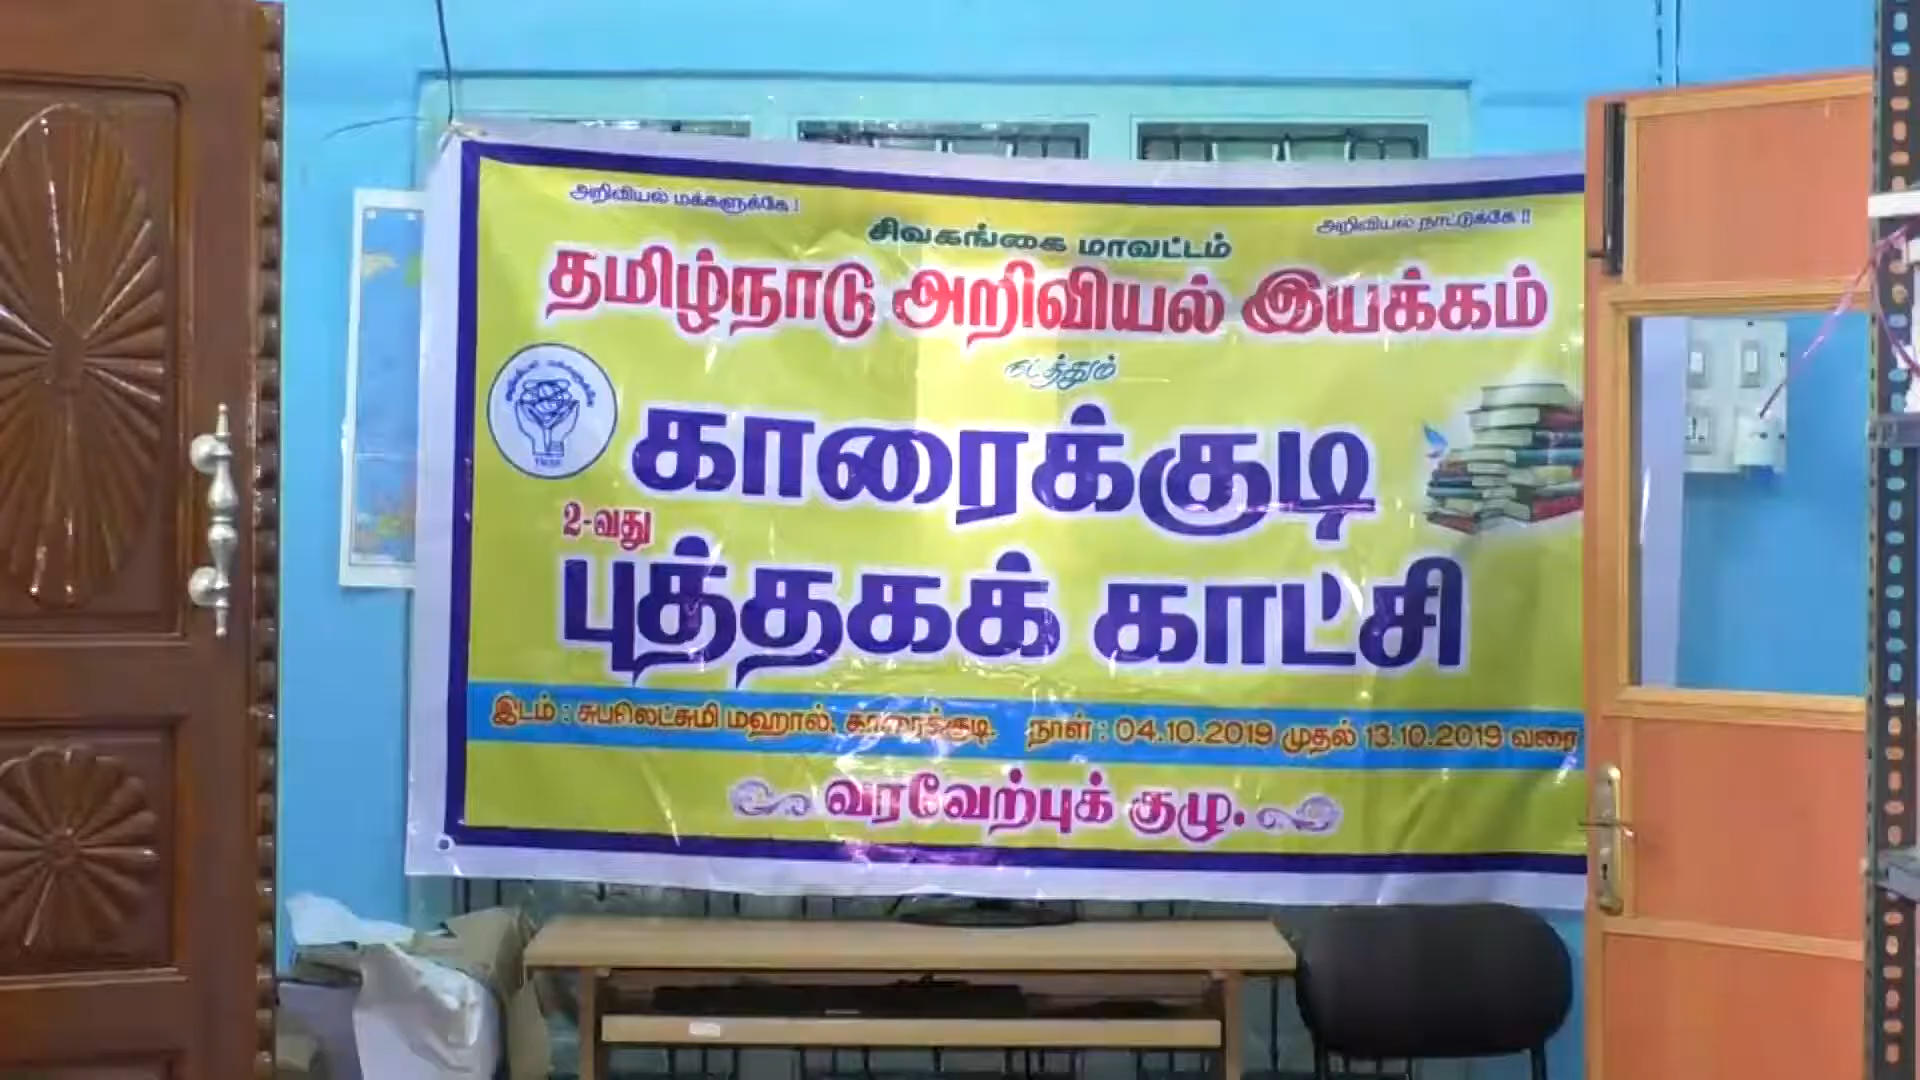 அறிவியல் மக்களுக்கே !
அறிவியல் நாட்டுக்கே !!
சிவகங்கை மாவட்டம்
தமிழ்நாடு அறிவியல் இயக்கம்
நடத்தும்
காரைக்குடி
2-வது
புத்தகக் காட்சி
இடம் : சுபலெட்சுமி மஹால், காரைக்குடி. நாள் : 04.10.2019 முதல் 13.10.2019 வரை
வரவேற்புக் குழு.